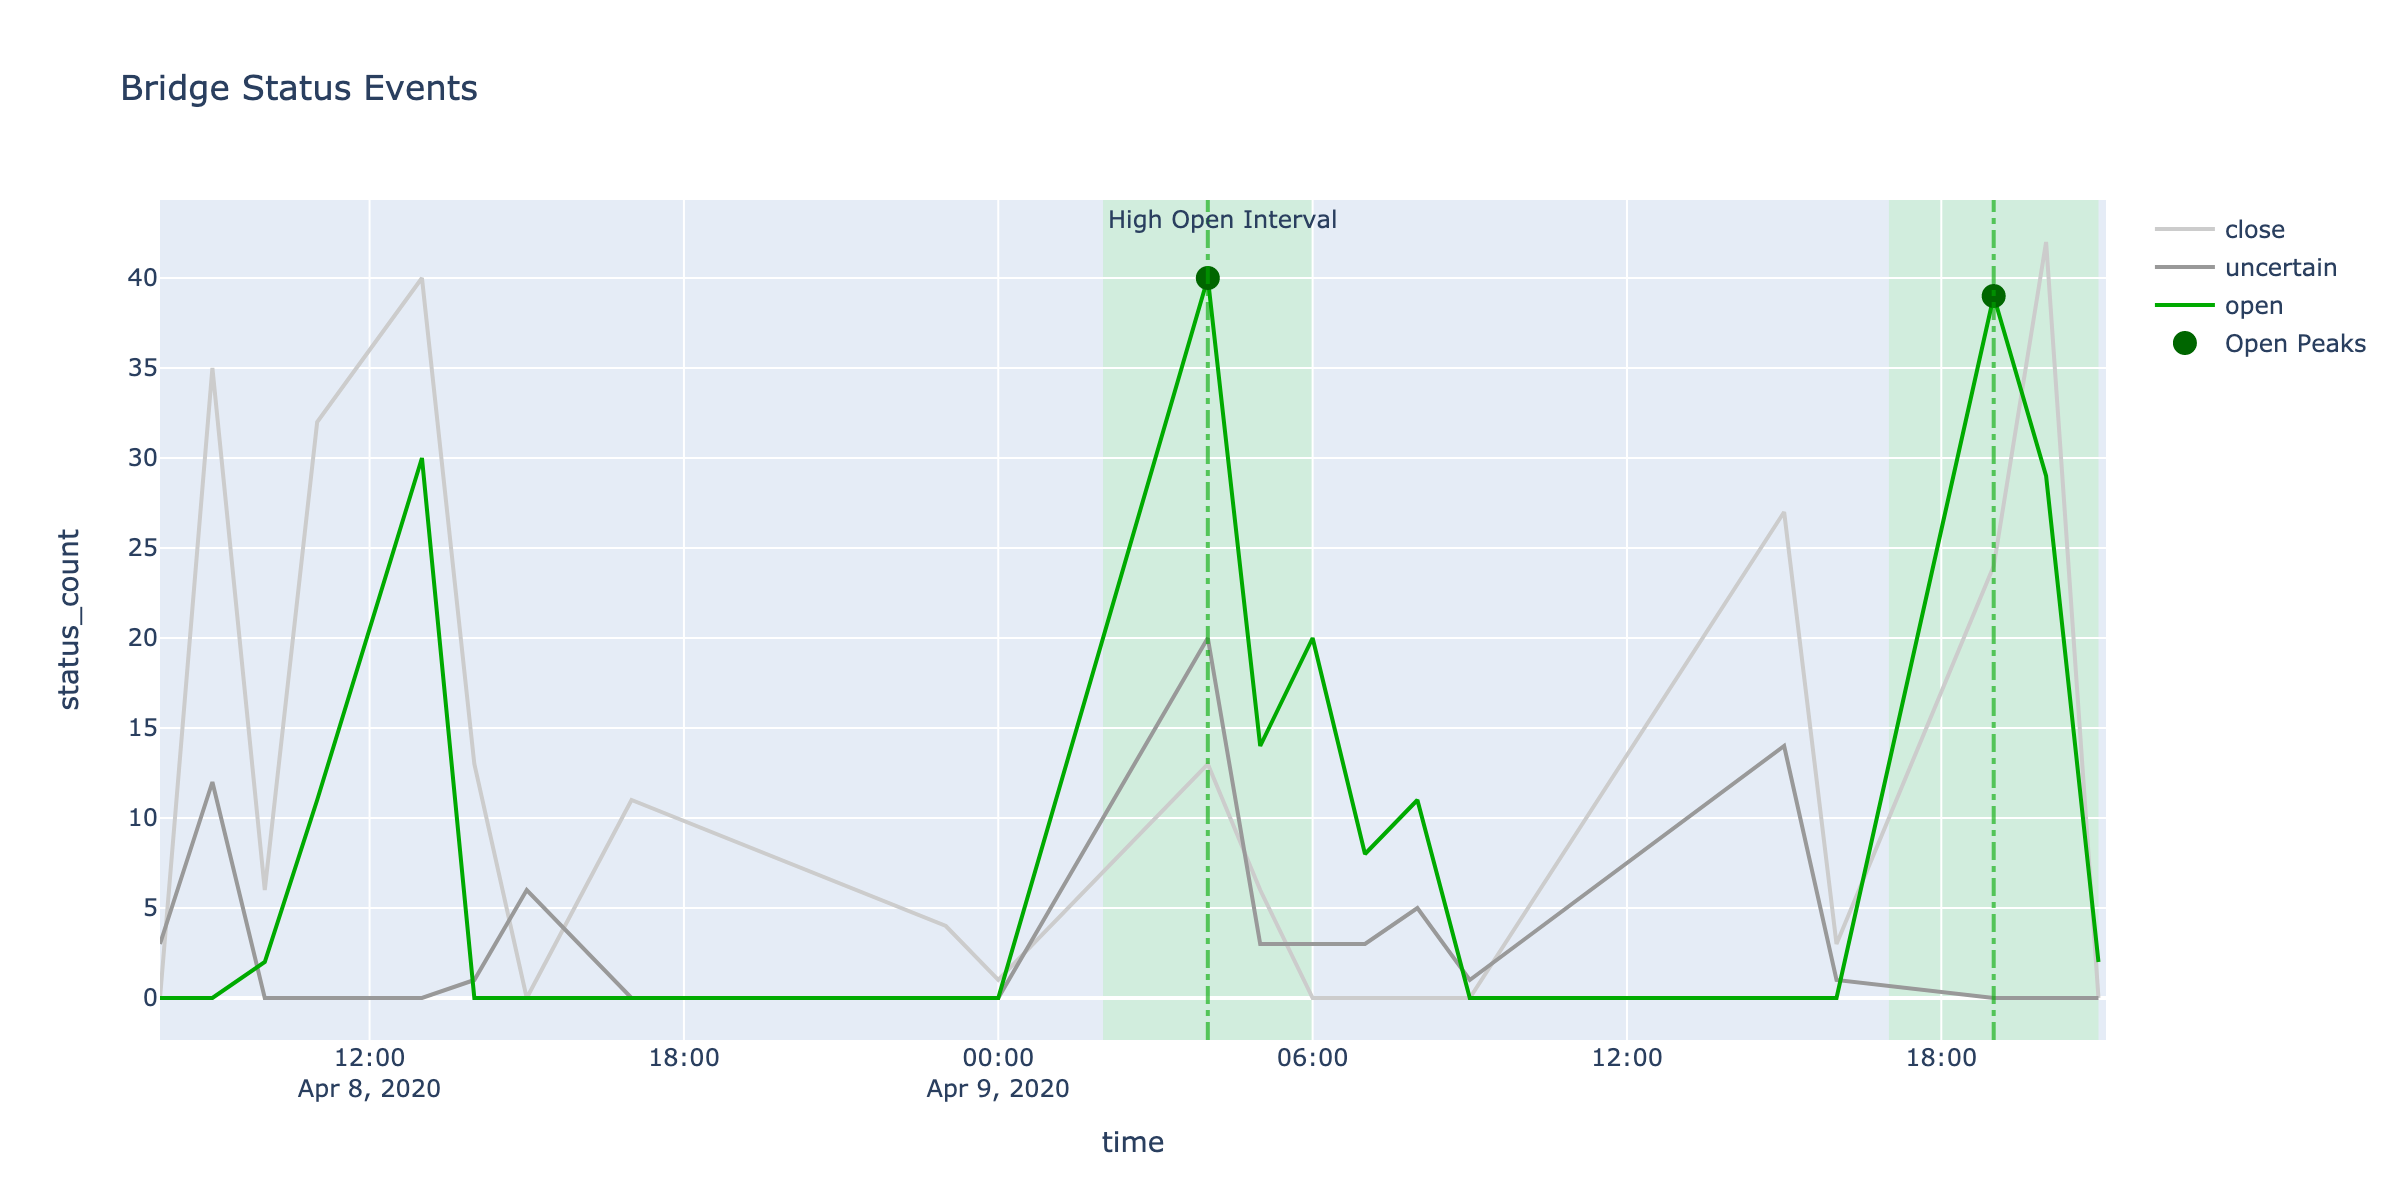 Bridge Status Events
High Open Interval
close
uncertain
open
Open Peaks
status_count
40
35
30
25
20
15
10
5
0
12:00 18:00 00:00 06:00 12:00 18:00
Apr 8, 2020 Apr 9, 2020
time